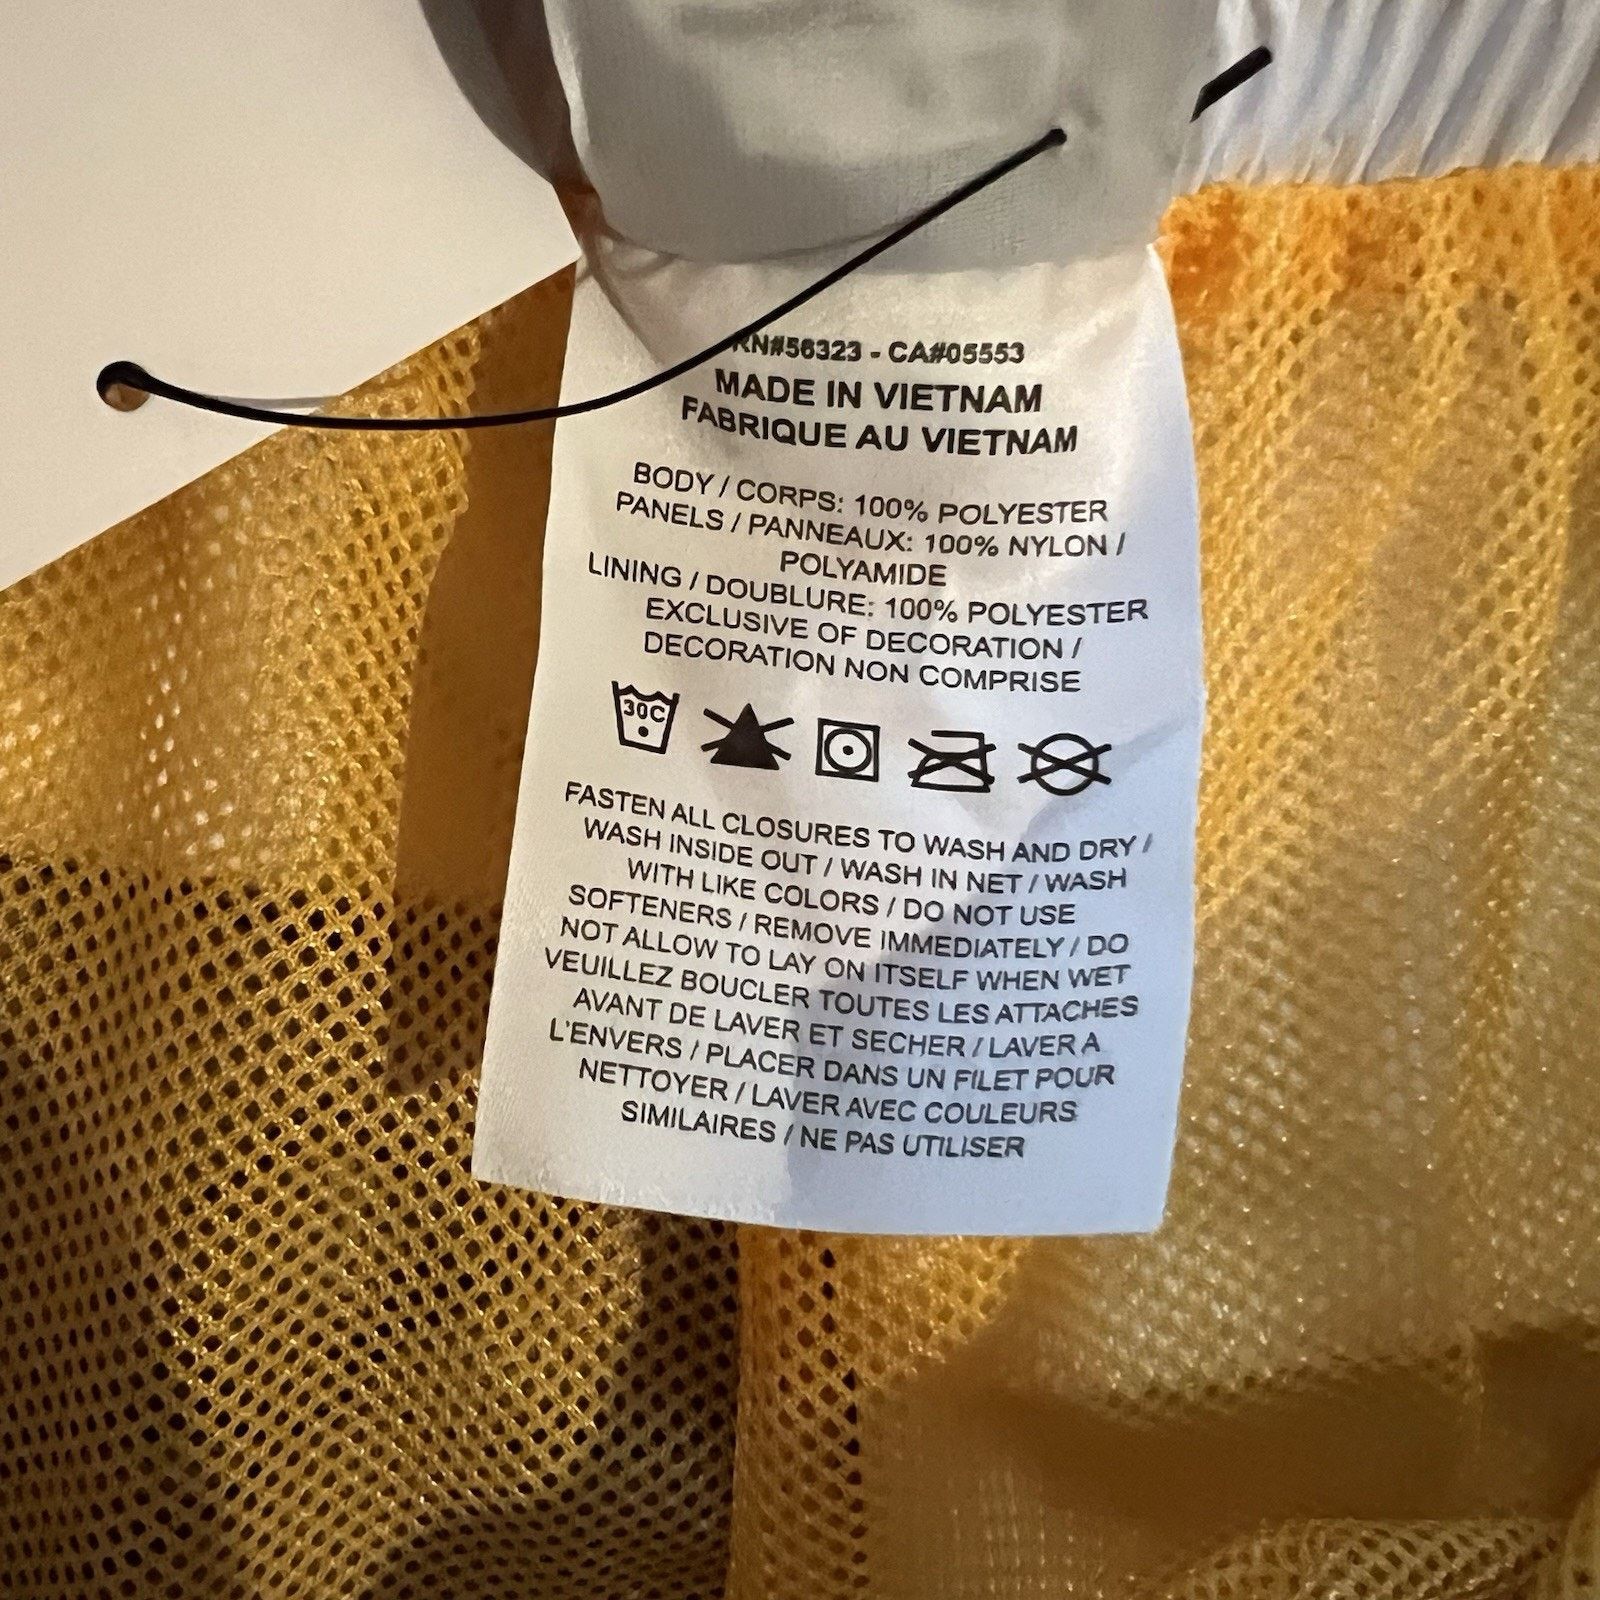 RN#56323 - CA#05553
MADE IN VIETNAM
FABRIQUE AU VIETNAM
BODY / CORPS: 100% POLYESTER
PANELS / PANNEAUX: 100% NYLON /
POLYAMIDE
LINING / DOUBLURE: 100% POLYESTER
EXCLUSIVE OF DECORATION /
DECORATION NON COMPRISE
30C
FASTEN ALL CLOSURES TO WASH AND DRY /
WASH INSIDE OUT / WASH IN NET / WASH
WITH LIKE COLORS / DO NOT USE
SOFTENERS / REMOVE IMMEDIATELY / DO
NOT ALLOW TO LAY ON ITSELF WHEN WET
VEUILLEZ BOUCLER TOUTES LES ATTACHES
AVANT DE LAVER ET SECHER / LAVER A
L'ENVERS / PLACER DANS UN FILET POUR
NETTOYER / LAVER AVEC COULEURS
SIMILAIRES / NE PAS UTILISER